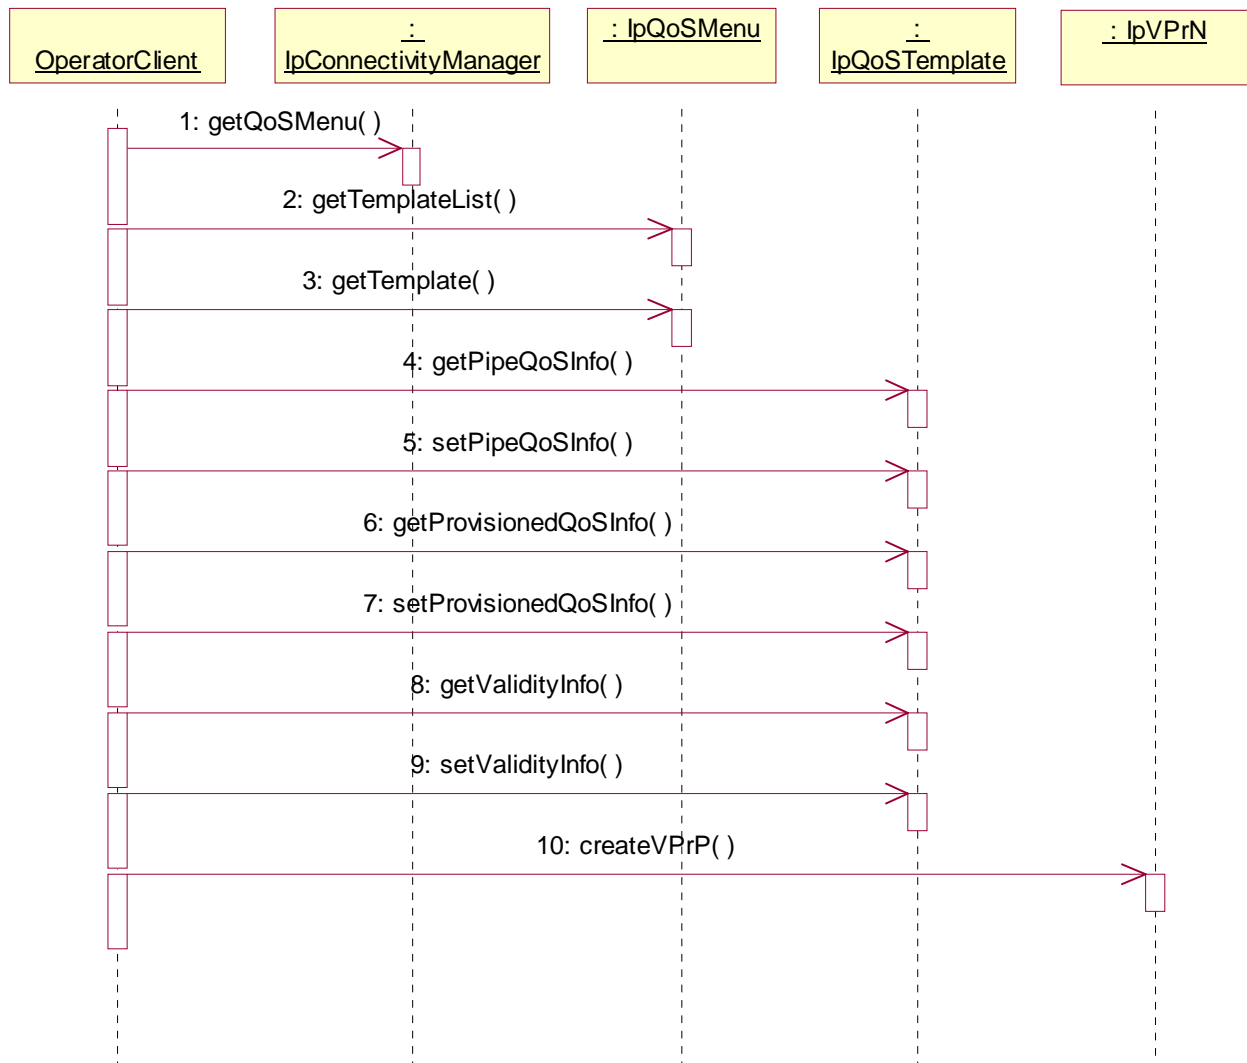 OperatorClient
:
IpConnectivityManager
: IpQoSMenu
:
IpQoSTemplate
: IpVPrN
1: getQoSMenu( )
2: getTemplateList( )
3: getTemplate( )
4: getPipeQoSInfo( )
5: setPipeQoSInfo( )
6: getProvisionedQoSInfo( )
7: setProvisionedQoSInfo( )
8: getValidityInfo( )
9: setValidityInfo( )
10: createVPrP( )